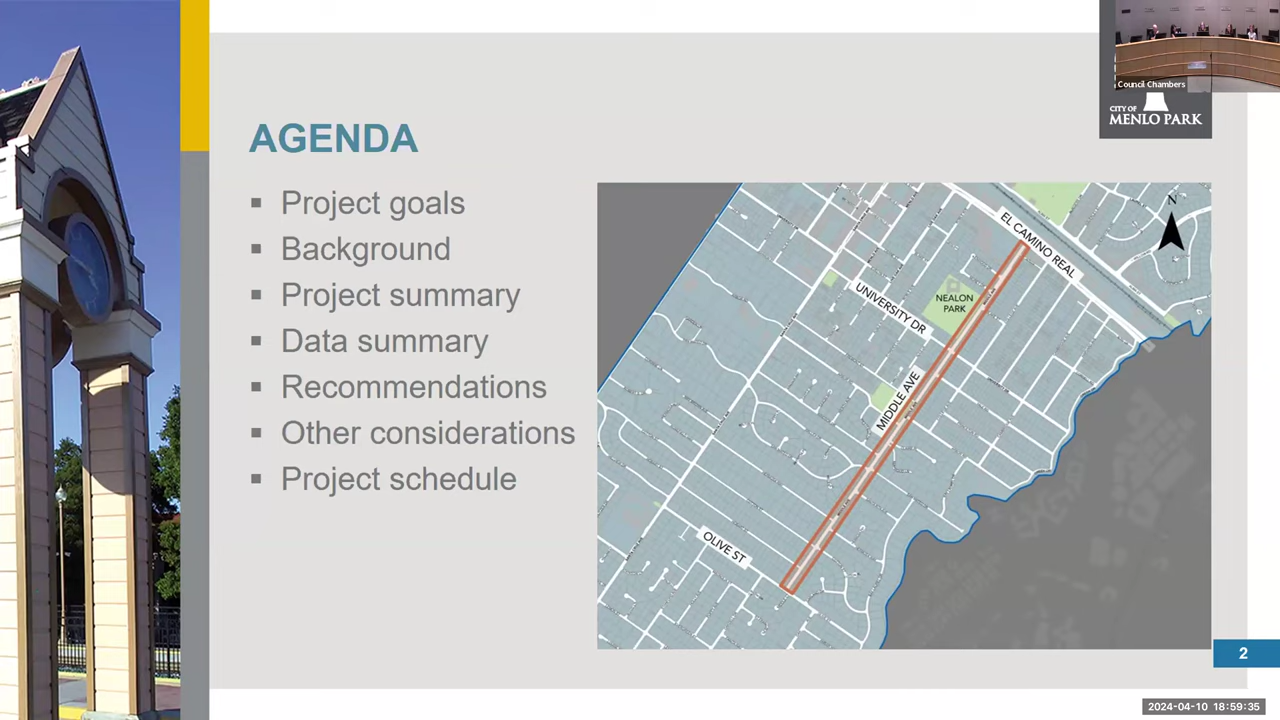 Council Chambers
CITY OF
MENLO PARK
AGENDA
▪ Project goals
▪ Background
▪ Project summary
▪ Data summary
▪ Recommendations
▪ Other considerations
▪ Project schedule
N
EL CAMINO REAL
UNIVERSITY DR
NEALON
PARK
MIDDLE AVE
OLIVE ST
2
2024-04-10 18:59:35